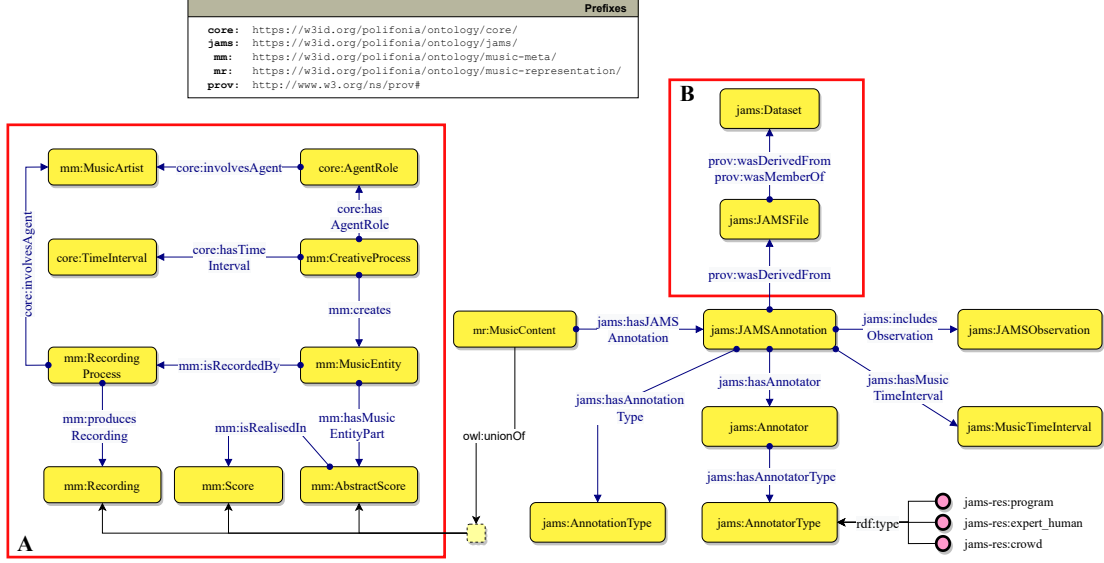 Prefixes
core: https://w3id.org/polifonia/ontology/core/
jams: https://w3id.org/polifonia/ontology/jams/
mm: https://w3id.org/polifonia/ontology/music-meta/
mr: https://w3id.org/polifonia/ontology/music-representation/
prov: http://www.w3.org/ns/prov#
A
mm:MusicArtist
core:involvesAgent
core:AgentRole
core:has
AgentRole
core:involvesAgent
core:TimeInterval
core:hasTime
Interval
mm:CreativeProcess
mm:creates
mm:Recording
Process
mm:isRecordedBy
mm:MusicEntity
mm:produces
Recording
mm:isRealisedIn
mm:hasMusic
EntityPart
mm:Recording
mm:Score
mm:AbstractScore
B
jams:Dataset
prov:wasDerivedFrom
prov:wasMemberOf
jams:JAMSFile
prov:wasDerivedFrom
mr:MusicContent
jams:hasJAMS
Annotation
jams:JAMSAnnotation
jams:includes
Observation
jams:JAMSObservation
owl:unionOf
jams:hasAnnotation
Type
jams:hasAnnotator
jams:hasMusic
TimeInterval
jams:Annotator
jams:MusicTimeInterval
jams:hasAnnotatorType
jams:AnnotationType
jams:AnnotatorType
rdf:type
jams-res:program
jams-res:expert_human
jams-res:crowd